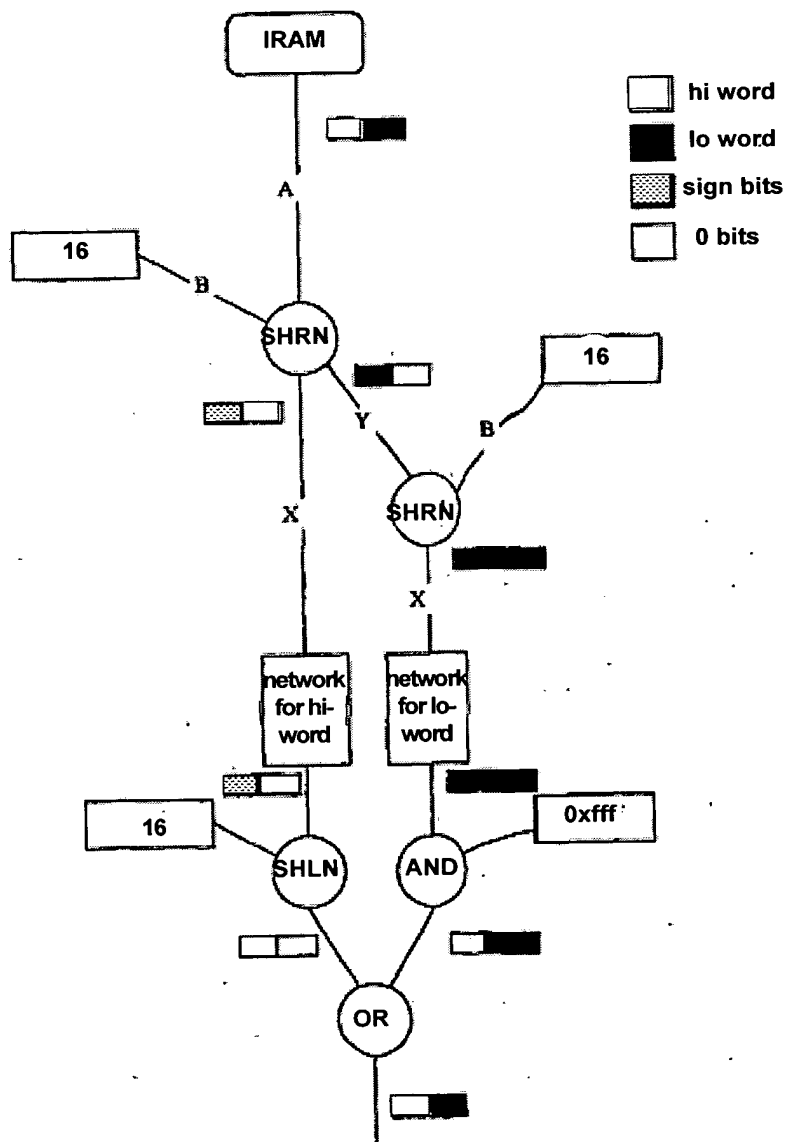 IRAM
hi word
lo word
sign bits
0 bits
A
16
B
SHRN
16
Y
B
SHRN
X
X
network
for hi-
word
network
for lo-
word
16
0xfff
SHLN
AND
OR